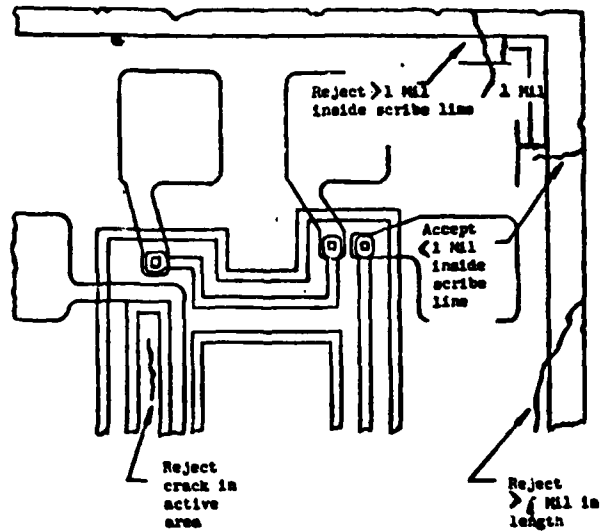 Reject >1 Mil
inside scribe line
1 Mil
Accept
<1 Mil
inside
scribe
line
Reject
crack in
active
area
Reject
> Mil in
length